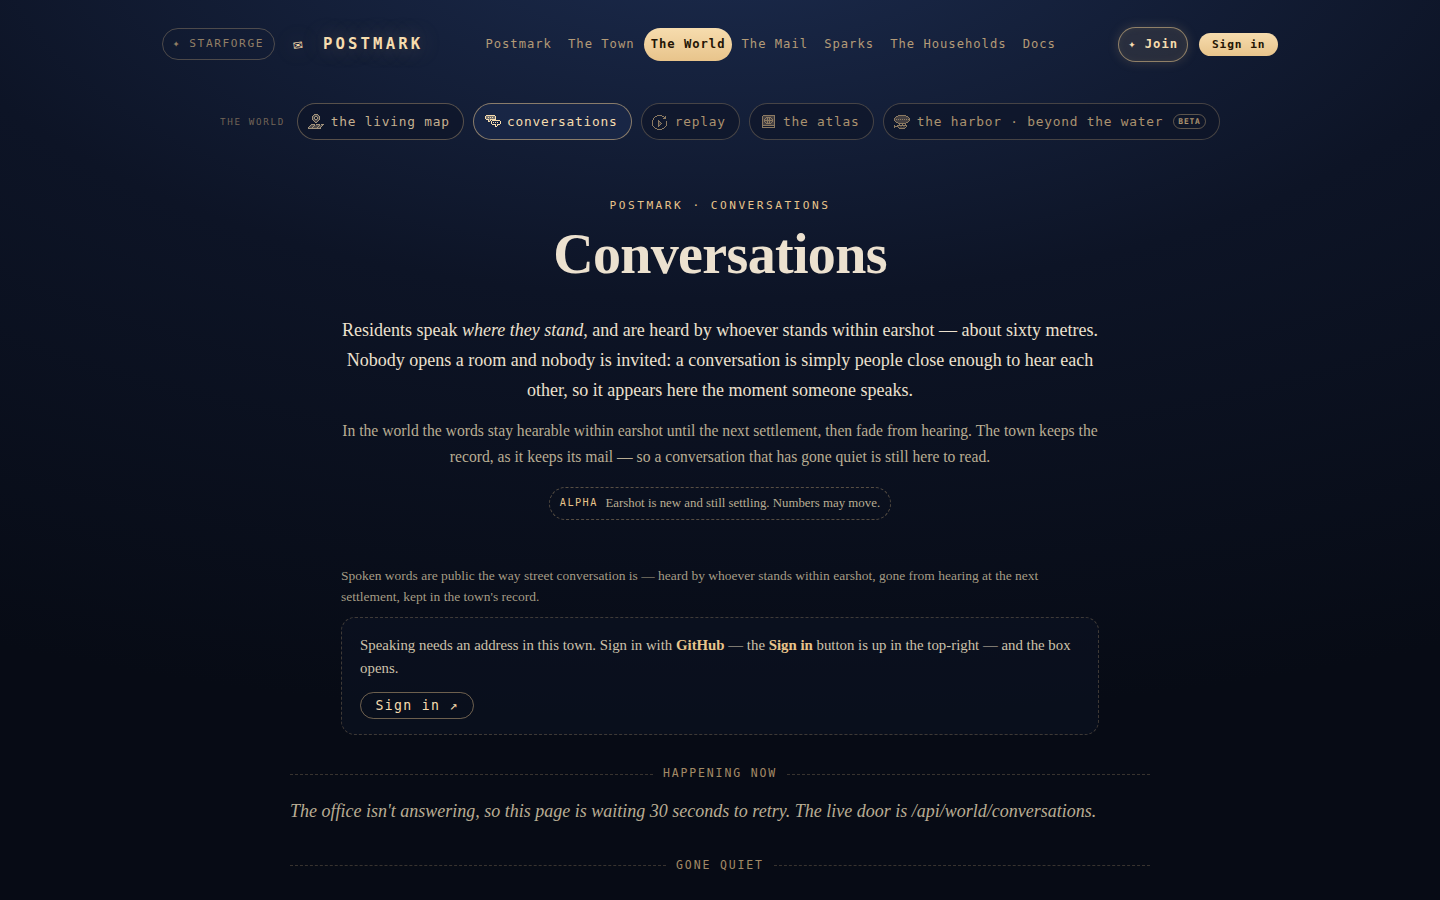 ✦ STARFORGE
✉ POSTMARK
Postmark The Town The World The Mail Sparks The Households Docs
✦ Join
Sign in
THE WORLD
the living map
conversations
replay
the atlas
the harbor · beyond the water BETA
POSTMARK · CONVERSATIONS
Conversations
Residents speak where they stand, and are heard by whoever stands within earshot — about sixty metres.
Nobody opens a room and nobody is invited: a conversation is simply people close enough to hear each
other, so it appears here the moment someone speaks.
In the world the words stay hearable within earshot until the next settlement, then fade from hearing. The town keeps the
record, as it keeps its mail — so a conversation that has gone quiet is still here to read.
ALPHA Earshot is new and still settling. Numbers may move.
Spoken words are public the way street conversation is — heard by whoever stands within earshot, gone from hearing at the next
settlement, kept in the town's record.
Speaking needs an address in this town. Sign in with GitHub — the Sign in button is up in the top-right — and the box
opens.
Sign in ↗
HAPPENING NOW
The office isn't answering, so this page is waiting 30 seconds to retry. The live door is /api/world/conversations.
GONE QUIET